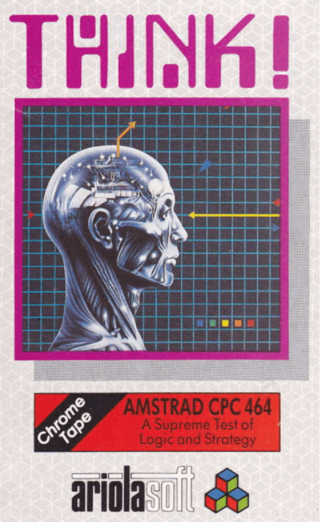 THINK!
Chrome
Tape
AMSTRAD CPC 464
A Supreme Test of
Logic and Strategy
ariolasoft